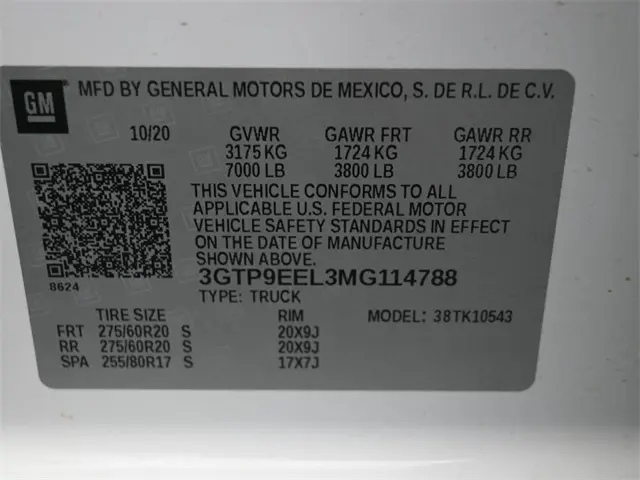 GM
MFD BY GENERAL MOTORS DE MEXICO, S. DE R.L. DE C.V.
10/20 GVWR GAWR FRT GAWR RR
3175 KG 1724 KG 1724 KG
7000 LB 3800 LB 3800 LB
THIS VEHICLE CONFORMS TO ALL
APPLICABLE U.S. FEDERAL MOTOR
VEHICLE SAFETY STANDARDS IN EFFECT
ON THE DATE OF MANUFACTURE
SHOWN ABOVE.
8624
3GTP9EEL3MG114788
TYPE: TRUCK
TIRE SIZE RIM MODEL: 38TK10543
FRT 275/60R20 S 20X9J
RR 275/60R20 S 20X9J
SPA 255/80R17 S 17X7J